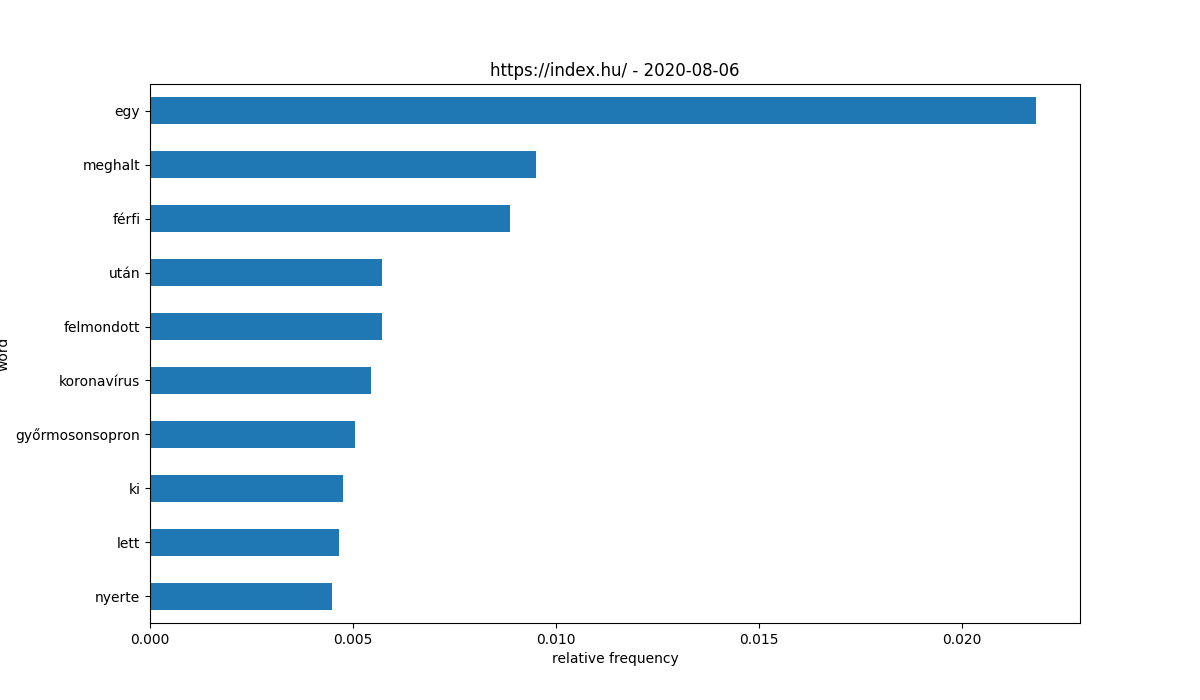 https://index.hu/ - 2020-08-06
egy
meghalt
férfi
után
felmondott
koronavírus
győrmosonsopron
ki
lett
nyerte
word
0.000 0.005 0.010 0.015 0.020
relative frequency